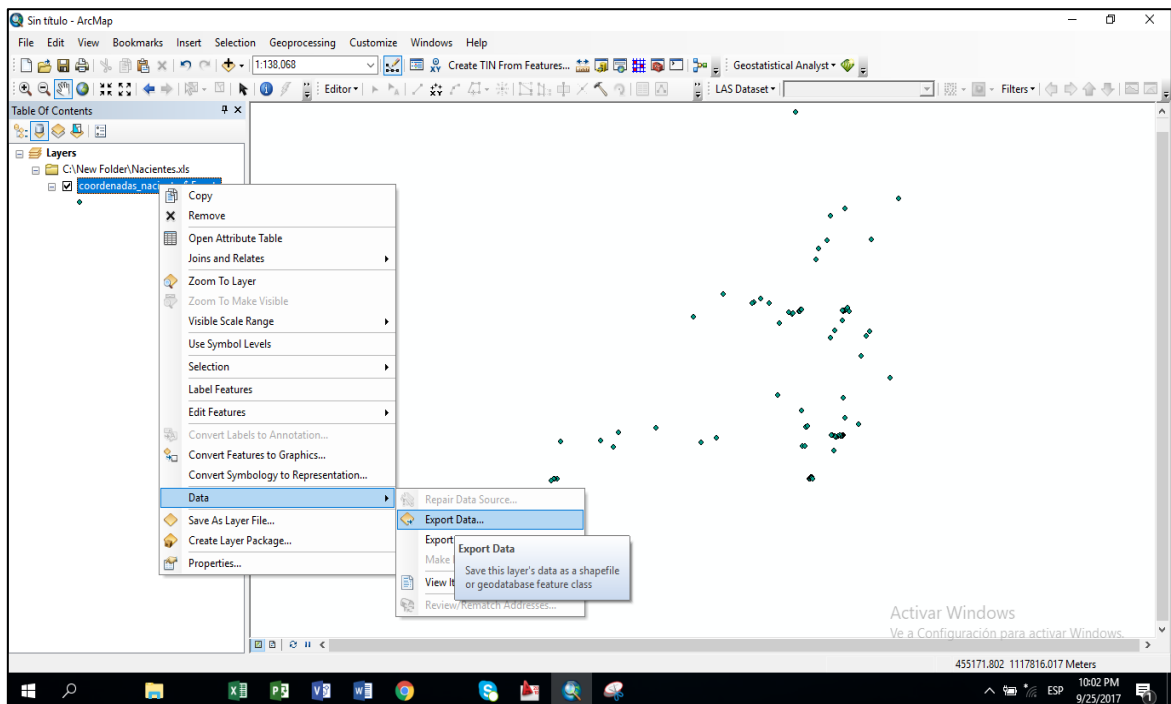 Sin título - ArcMap
File Edit View Bookmarks Insert Selection Geoprocessing Customize Windows Help
1:138,068 Create TIN From Features... Geostatistical Analyst
Editor LAS Dataset Filters
Table Of Contents
Layers
C:\New Folder\Nacientes.xls
Copy
Remove
Open Attribute Table
Joins and Relates
Zoom To Layer
Zoom To Make Visible
Visible Scale Range
Use Symbol Levels
Selection
Label Features
Edit Features
Convert Labels to Annotation...
Convert Features to Graphics...
Convert Symbology to Representation...
Data
Save As Layer File...
Create Layer Package...
Properties...
Repair Data Source...
Export Data...
Export
Make
View It
Review/Rematch Addresses...
Export Data
Save this layer's data as a shapefile
or geodatabase feature class
Activar Windows
Ve a Configuración para activar Windows.
455171.802 1117816.017 Meters
ESP
10:02 PM
9/25/2017